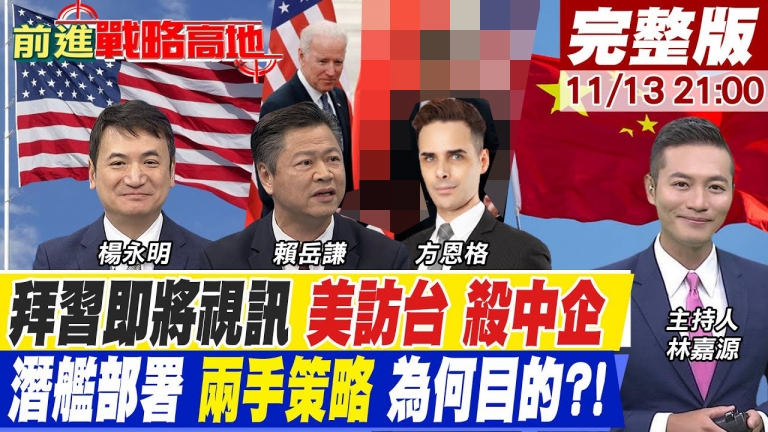 前進戰略高地
完整版
11/13 21:00
楊永明
賴岳謙
方恩格
主持人
林嘉源
拜習即將視訊 美訪台 殺中企
潛艦部署 兩手策略 為何目的?!